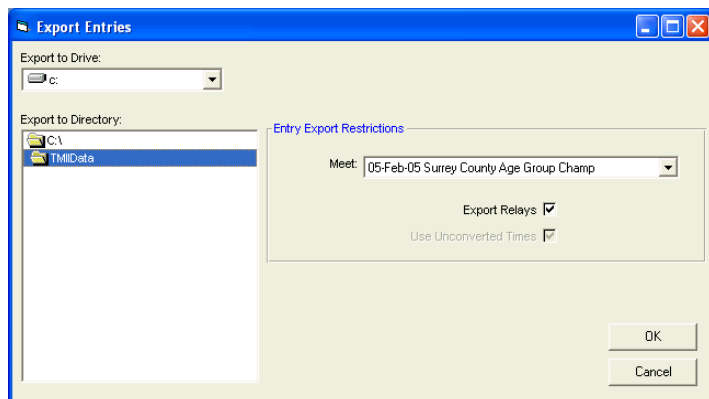 Export Entries
Export to Drive:
c:
Export to Directory:
C:\
TMIIData
Entry Export Restrictions
Meet: 05-Feb-05 Surrey County Age Group Champ
Export Relays
Use Unconverted Times
OK
Cancel